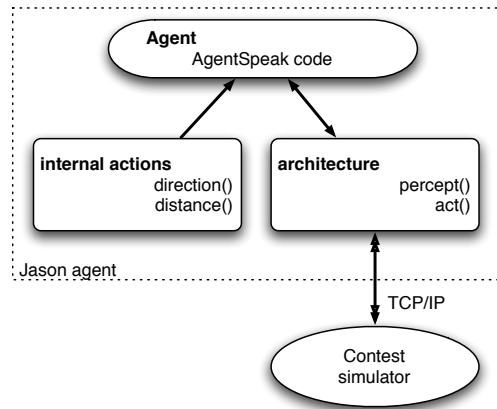 Agent
AgentSpeak code
internal actions
direction()
distance()
architecture
percept()
act()
Jason agent
TCP/IP
Contest
simulator